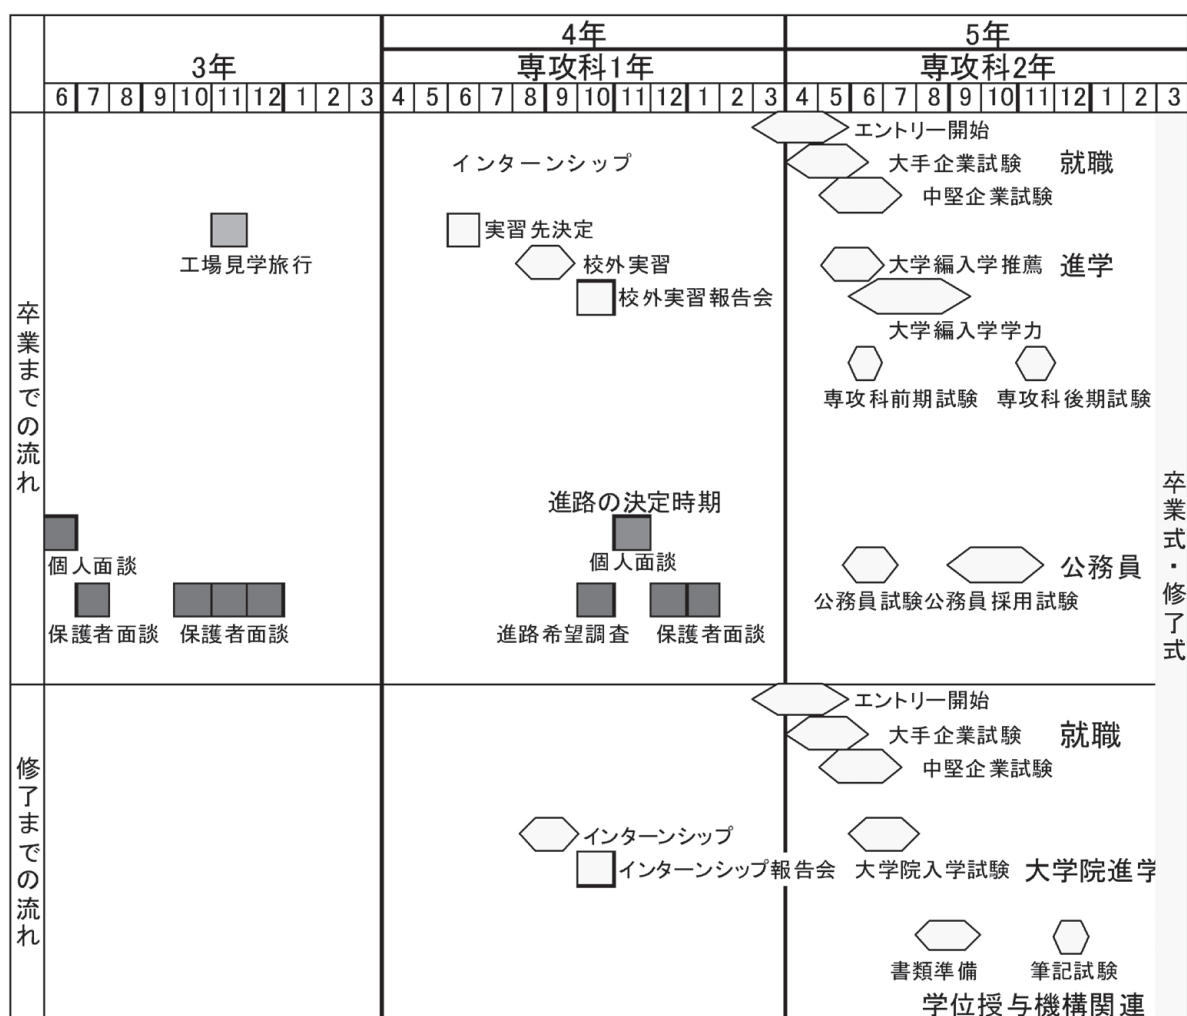 4年 5年
3年 専攻科1年 専攻科2年
6 7 8 9 10 11 12 1 2 3 4 5 6 7 8 9 10 11 12 1 2 3 4 5 6 7 8 9 10 11 12 1 2 3
卒業までの流れ
エントリー開始
インターンシップ 大手企業試験 就職
中堅企業試験
実習先決定
工場見学旅行 校外実習 大学編入学推薦 進学
校外実習報告会
大学編入学学力
専攻科前期試験 専攻科後期試験
進路の決定時期
個人面談 個人面談 公務員
公務員試験 公務員採用試験
保護者面談 保護者面談 進路希望調査 保護者面談
卒業式・修了式
修了までの流れ
エントリー開始
大手企業試験 就職
中堅企業試験
インターンシップ
インターンシップ報告会 大学院入学試験 大学院進学
書類準備 筆記試験
学位授与機構関連